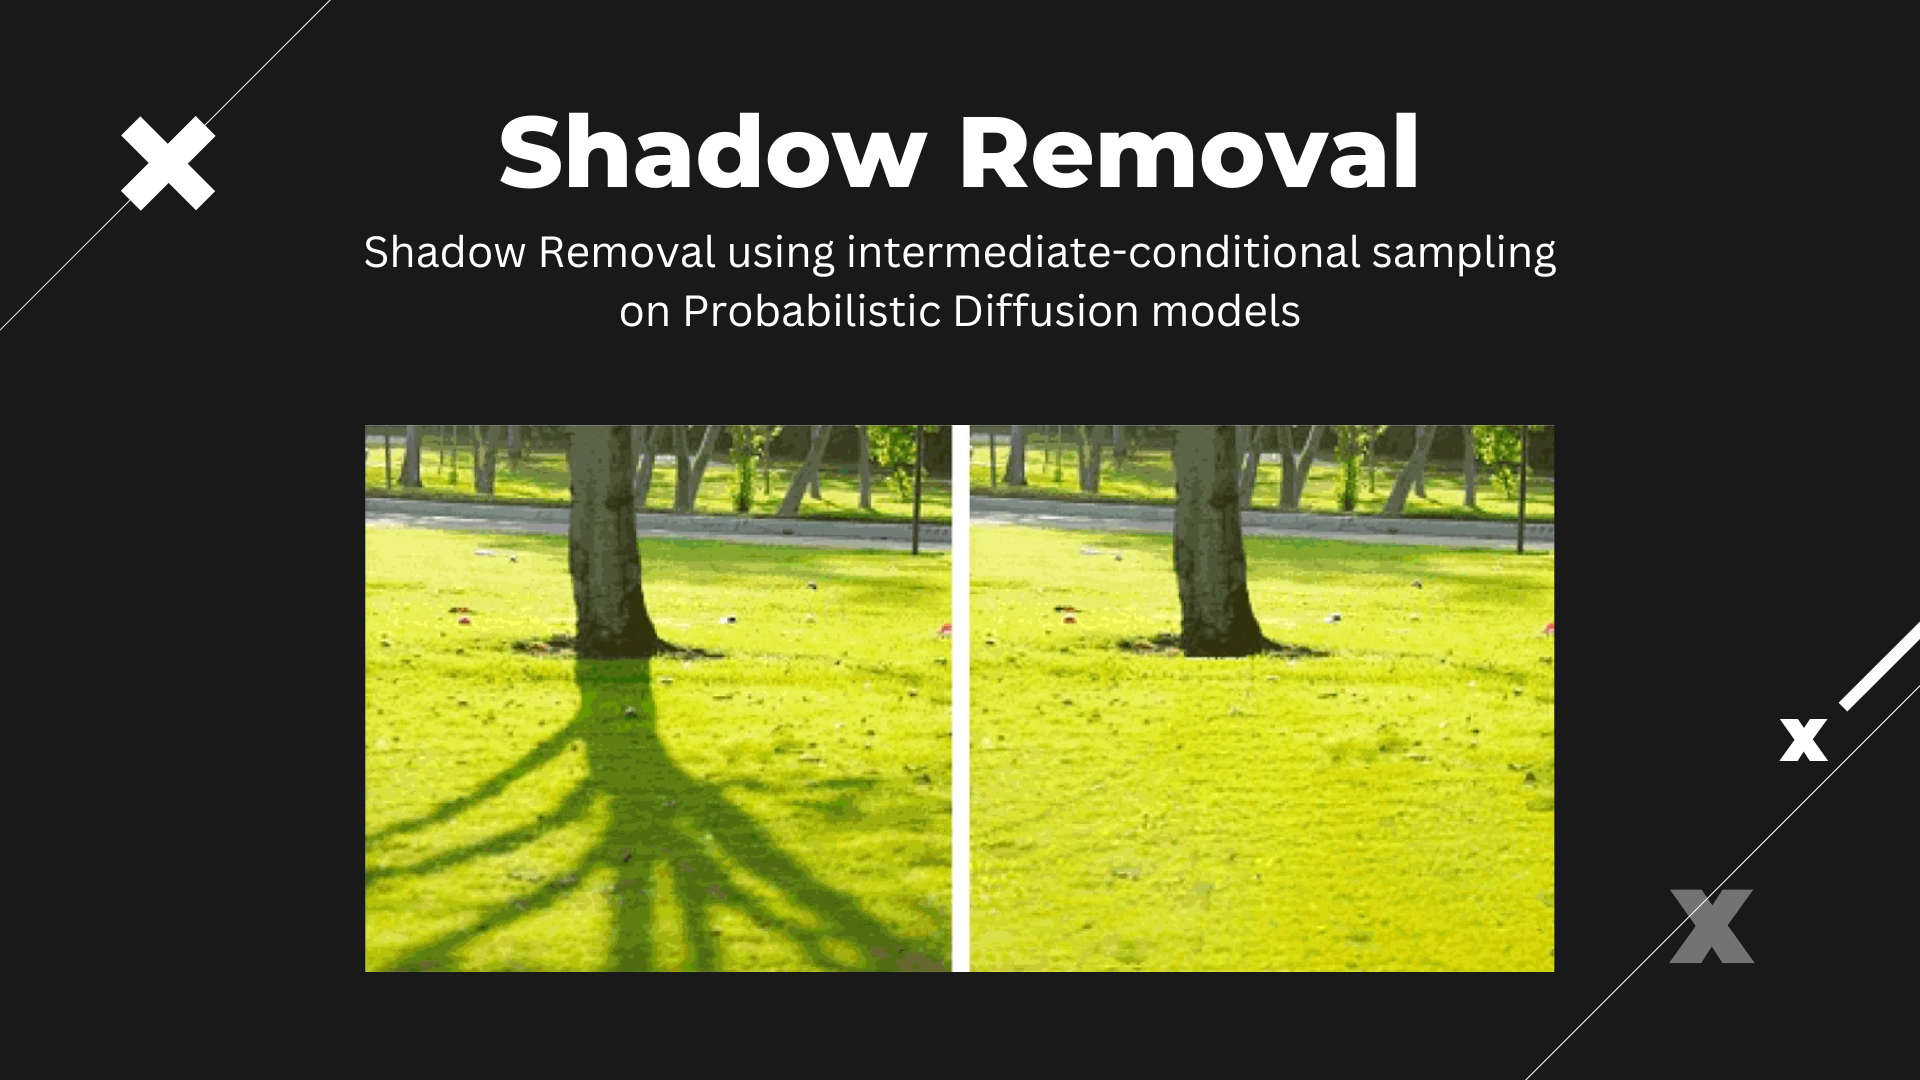 Shadow Removal
Shadow Removal using intermediate-conditional sampling
on Probabilistic Diffusion models